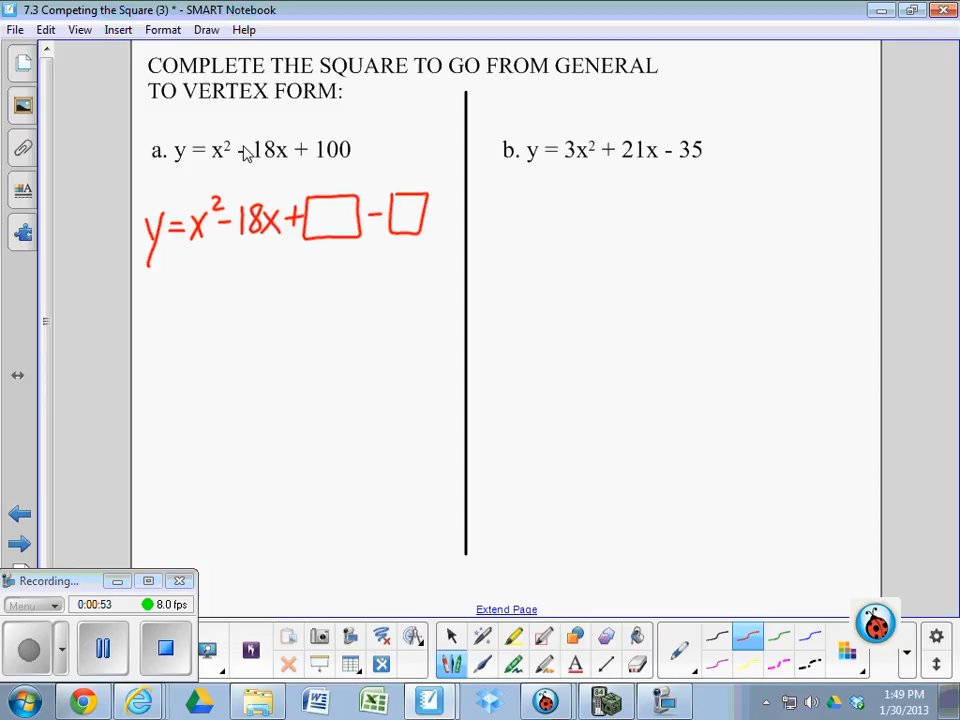 7.3 Competing the Square (3) * - SMART Notebook
File Edit View Insert Format Draw Help
COMPLETE THE SQUARE TO GO FROM GENERAL
TO VERTEX FORM:
a. y = x² - 18x + 100
b. y = 3x² + 21x - 35
y = x² - 18x + □ - □
Extend Page
Recording...
Menu
0:00:53
8.0 fps
1:49 PM
1/30/2013